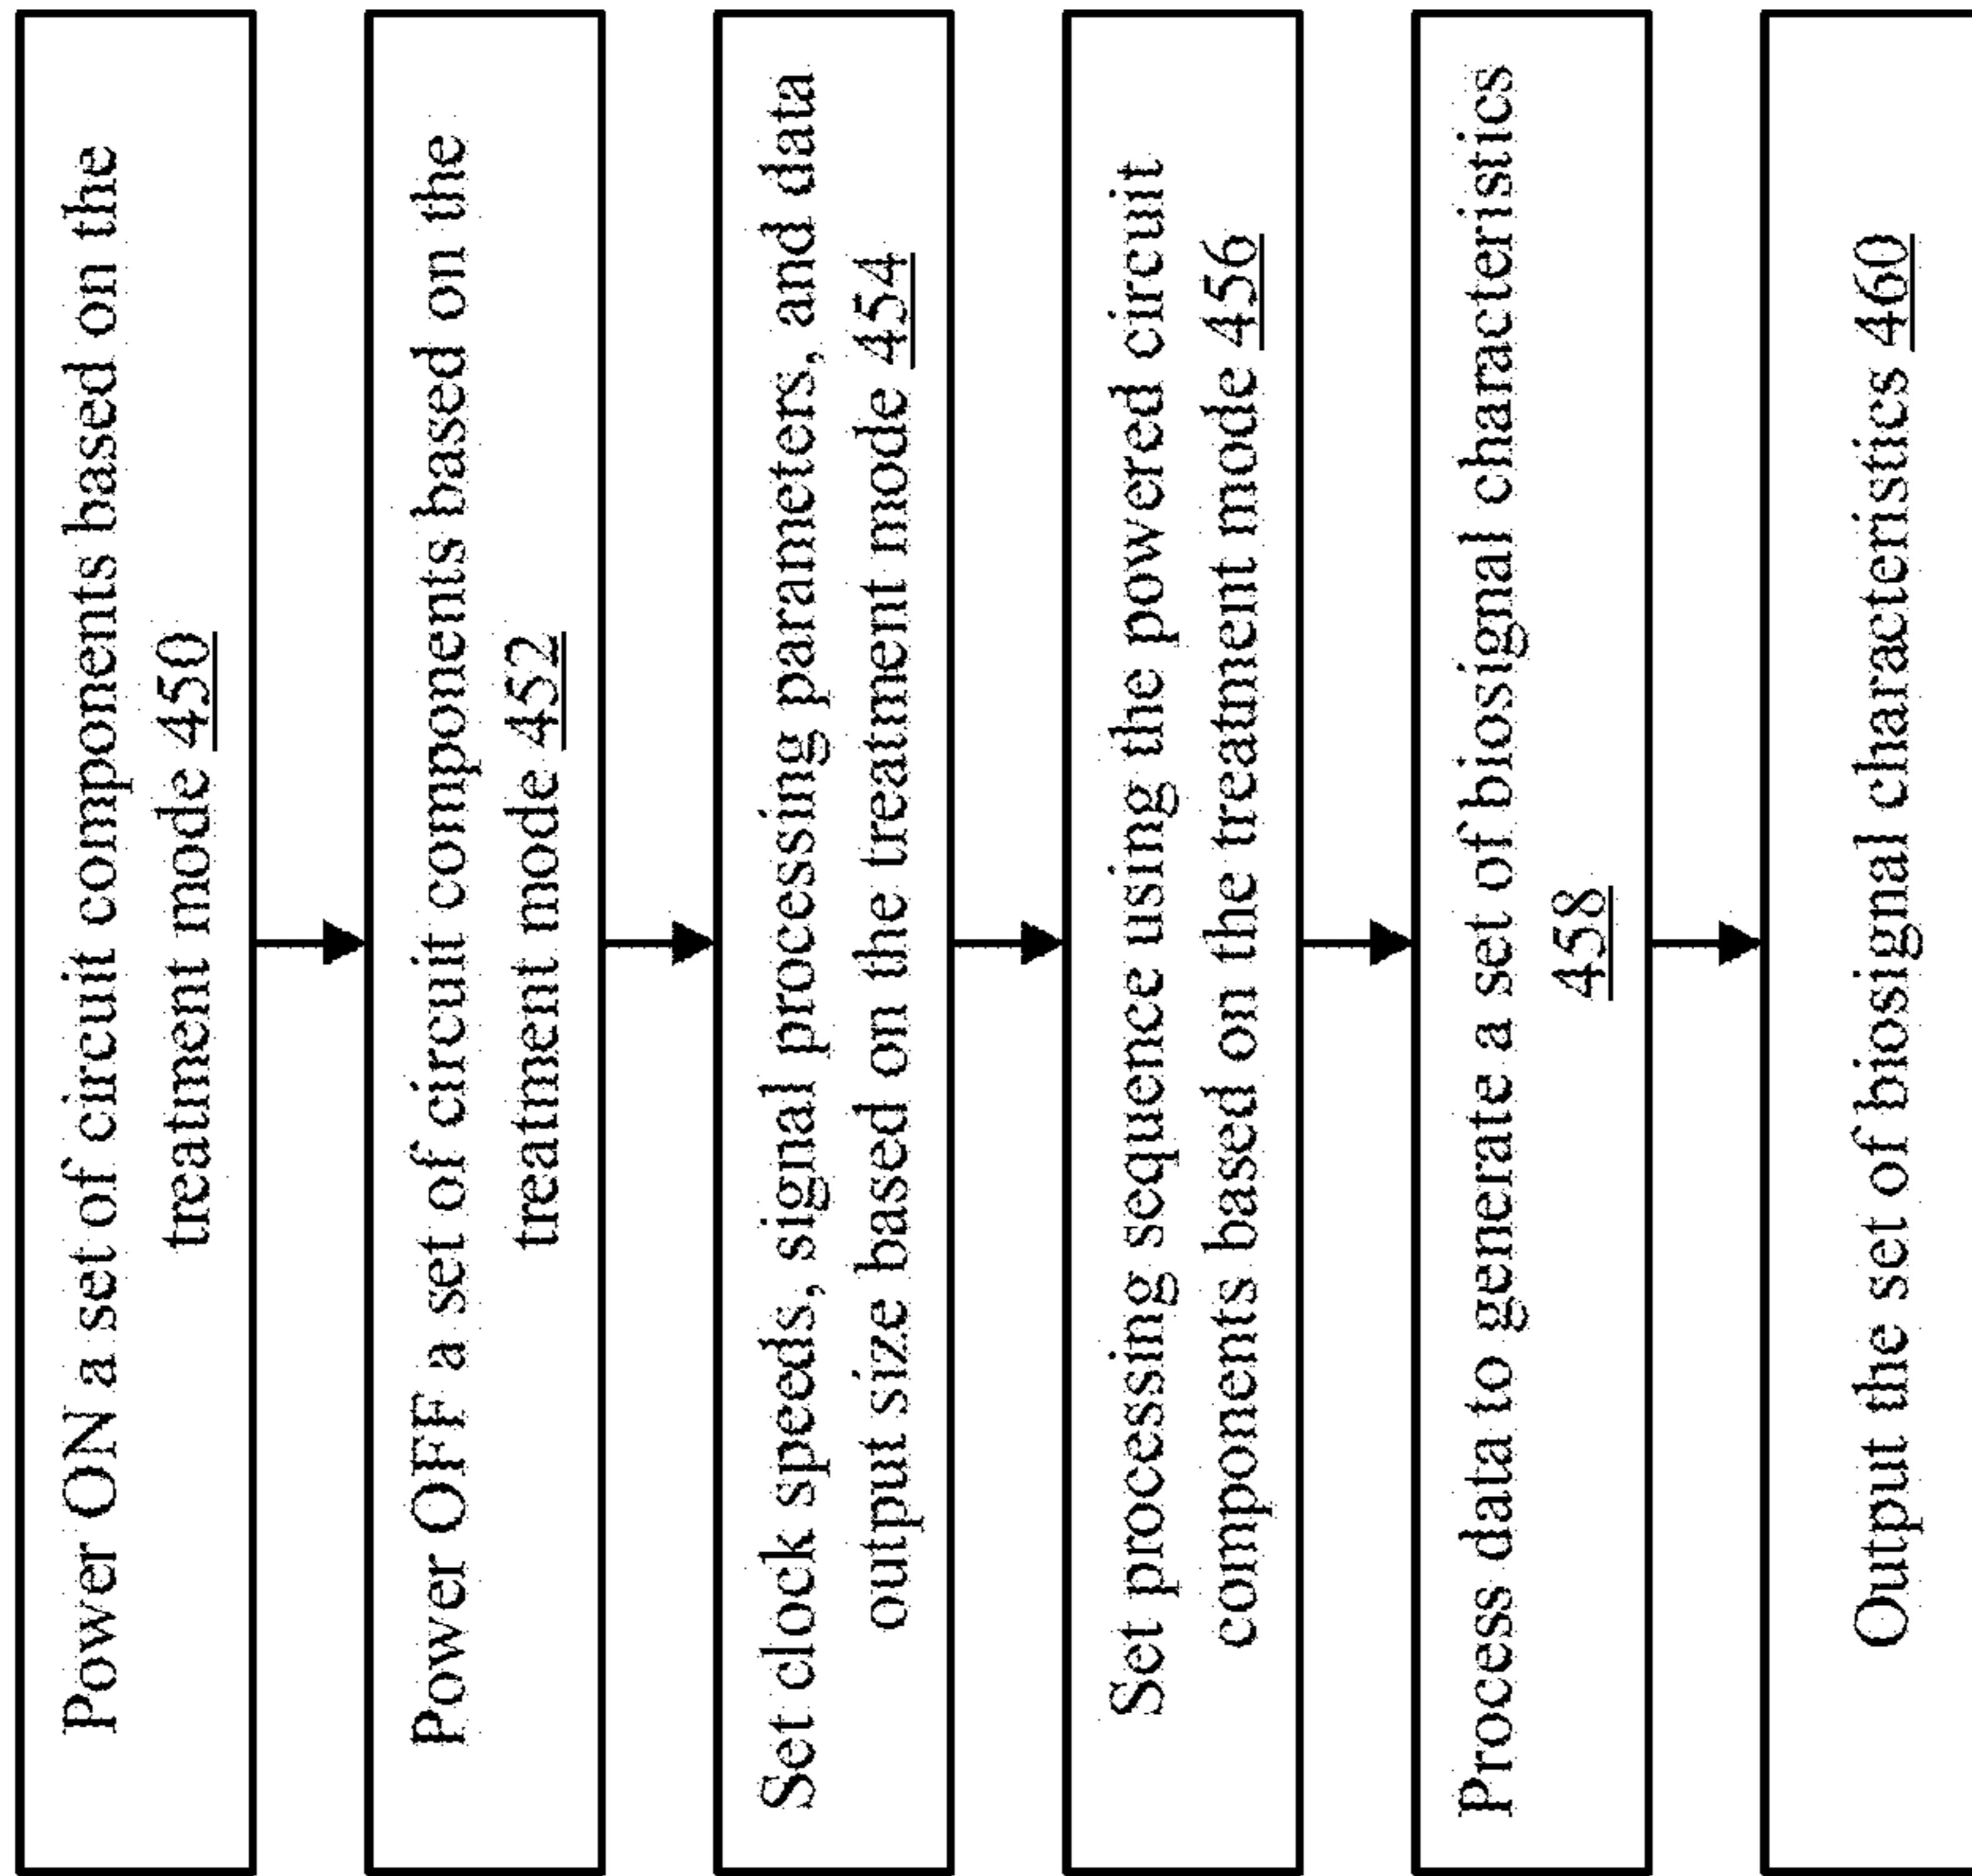 Power ON a set of circuit components based on the
treatment mode 450
Power OFF a set of circuit components based on the
treatment mode 452
Set clock speeds, signal processing parameters, and data
output size based on the treatment mode 454
Set processing sequence using the powered circuit
components based on the treatment mode 456
Process data to generate a set of biosignal characteristics
458
Output the set of biosignal characteristics 460